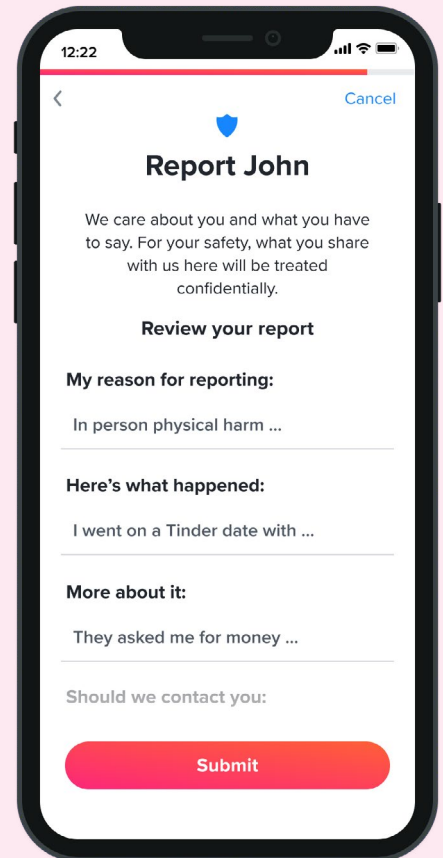 12:22
Cancel
Report John
We care about you and what you have
to say. For your safety, what you share
with us here will be treated
confidentially.
Review your report
My reason for reporting:
In person physical harm ...
Here's what happened:
I went on a Tinder date with ...
More about it:
They asked me for money ...
Should we contact you:
Submit